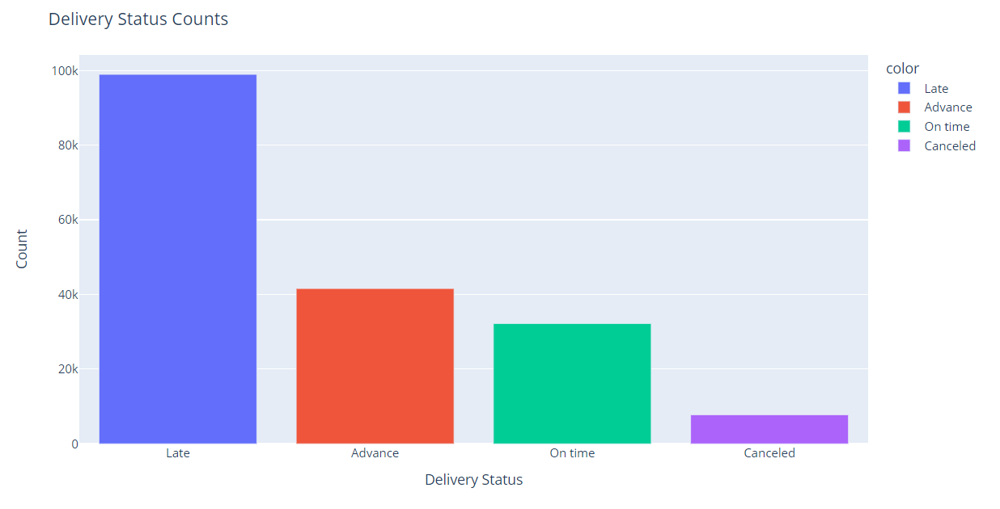 Delivery Status Counts
100k
80k
60k
40k
20k
0
Count
Late
Advance
On time
Canceled
Delivery Status
color
Late
Advance
On time
Canceled